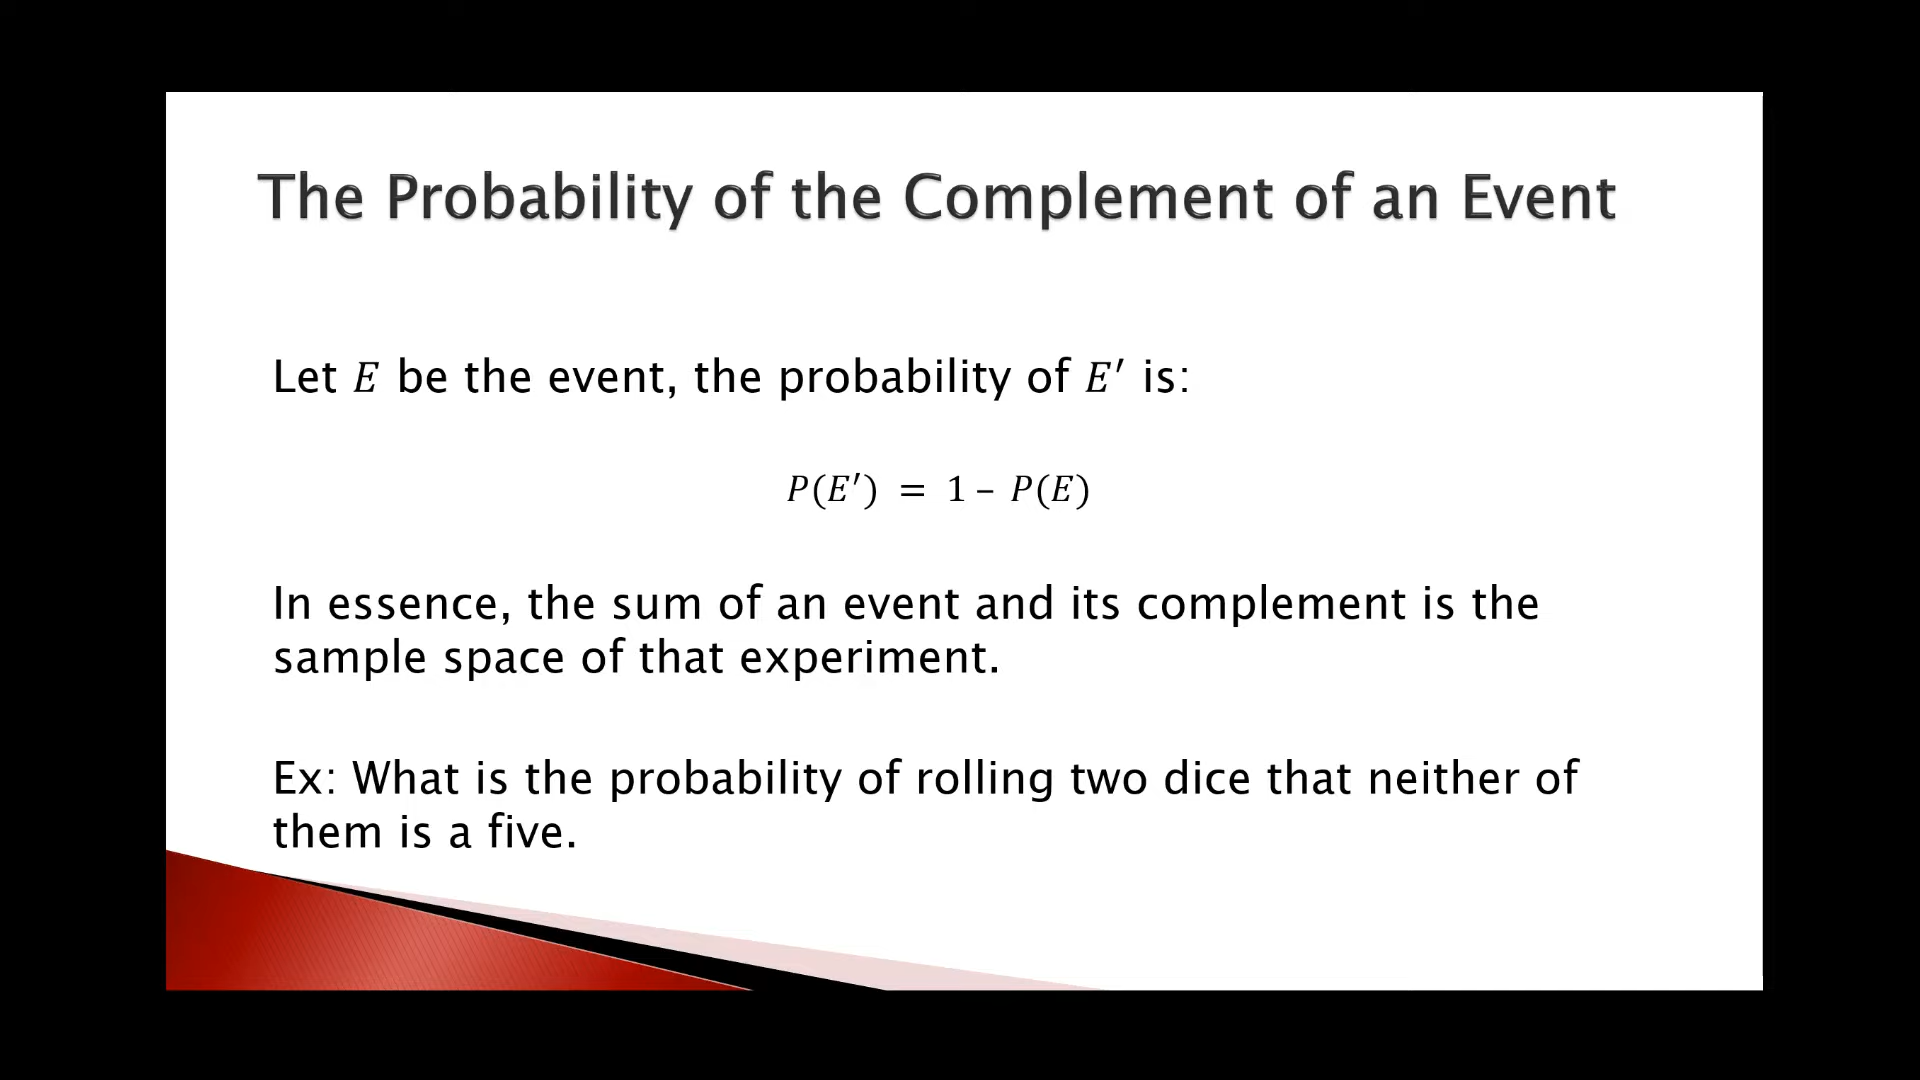 The Probability of the Complement of an Event
Let E be the event, the probability of E′ is:
P(E′) = 1 – P(E)
In essence, the sum of an event and its complement is the
sample space of that experiment.
Ex: What is the probability of rolling two dice that neither of
them is a five.